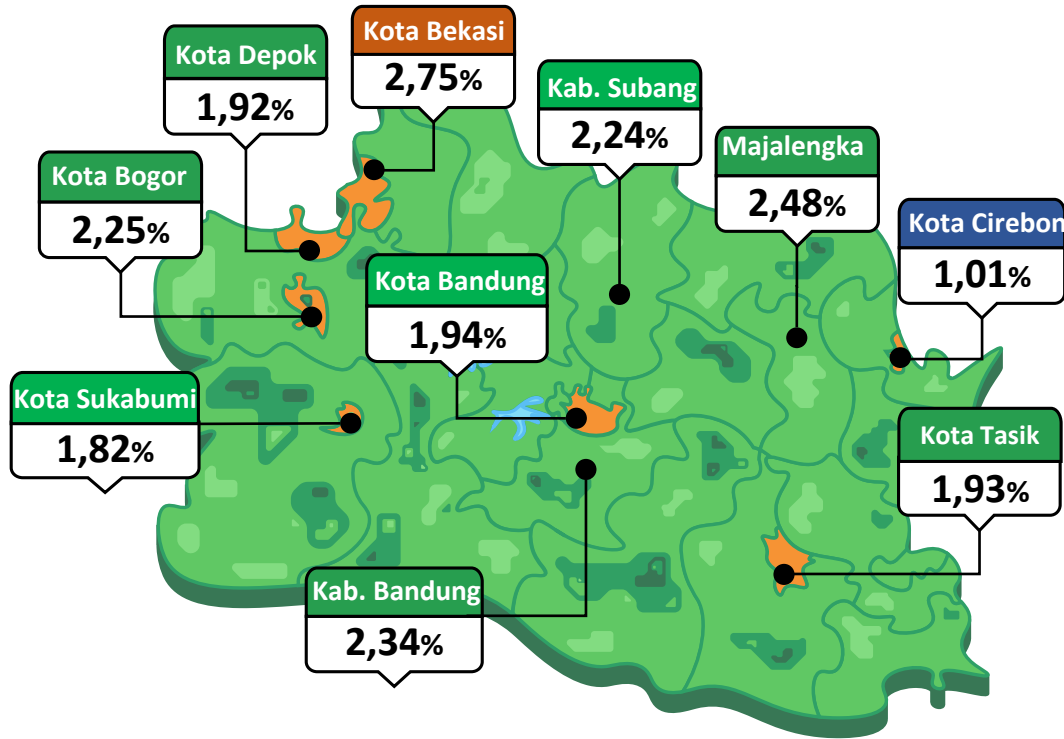 Kota Bekasi
2,75%
Kota Depok
1,92%
Kab. Subang
2,24%
Majalengka
2,48%
Kota Bogor
2,25%
Kota Cirebon
1,01%
Kota Bandung
1,94%
Kota Sukabumi
1,82%
Kota Tasik
1,93%
Kab. Bandung
2,34%